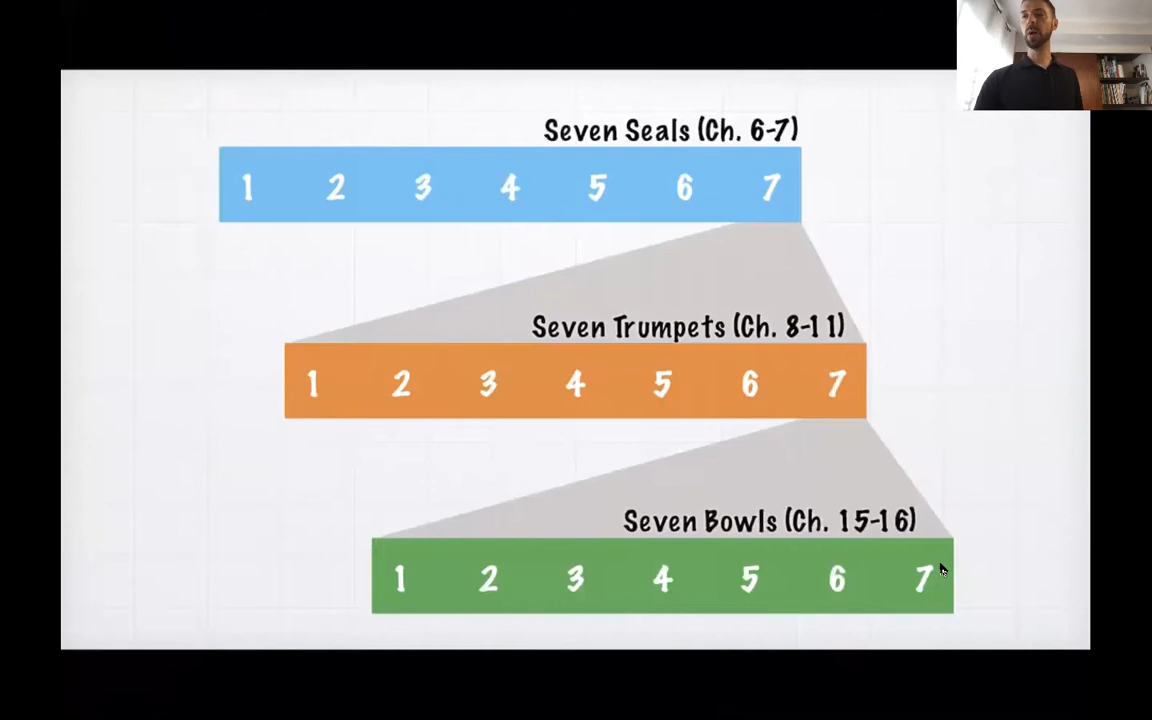 Seven Seals (Ch. 6-7)
1 2 3 4 5 6 7
Seven Trumpets (Ch. 8-11)
1 2 3 4 5 6 7
Seven Bowls (Ch. 15-16)
1 2 3 4 5 6 7